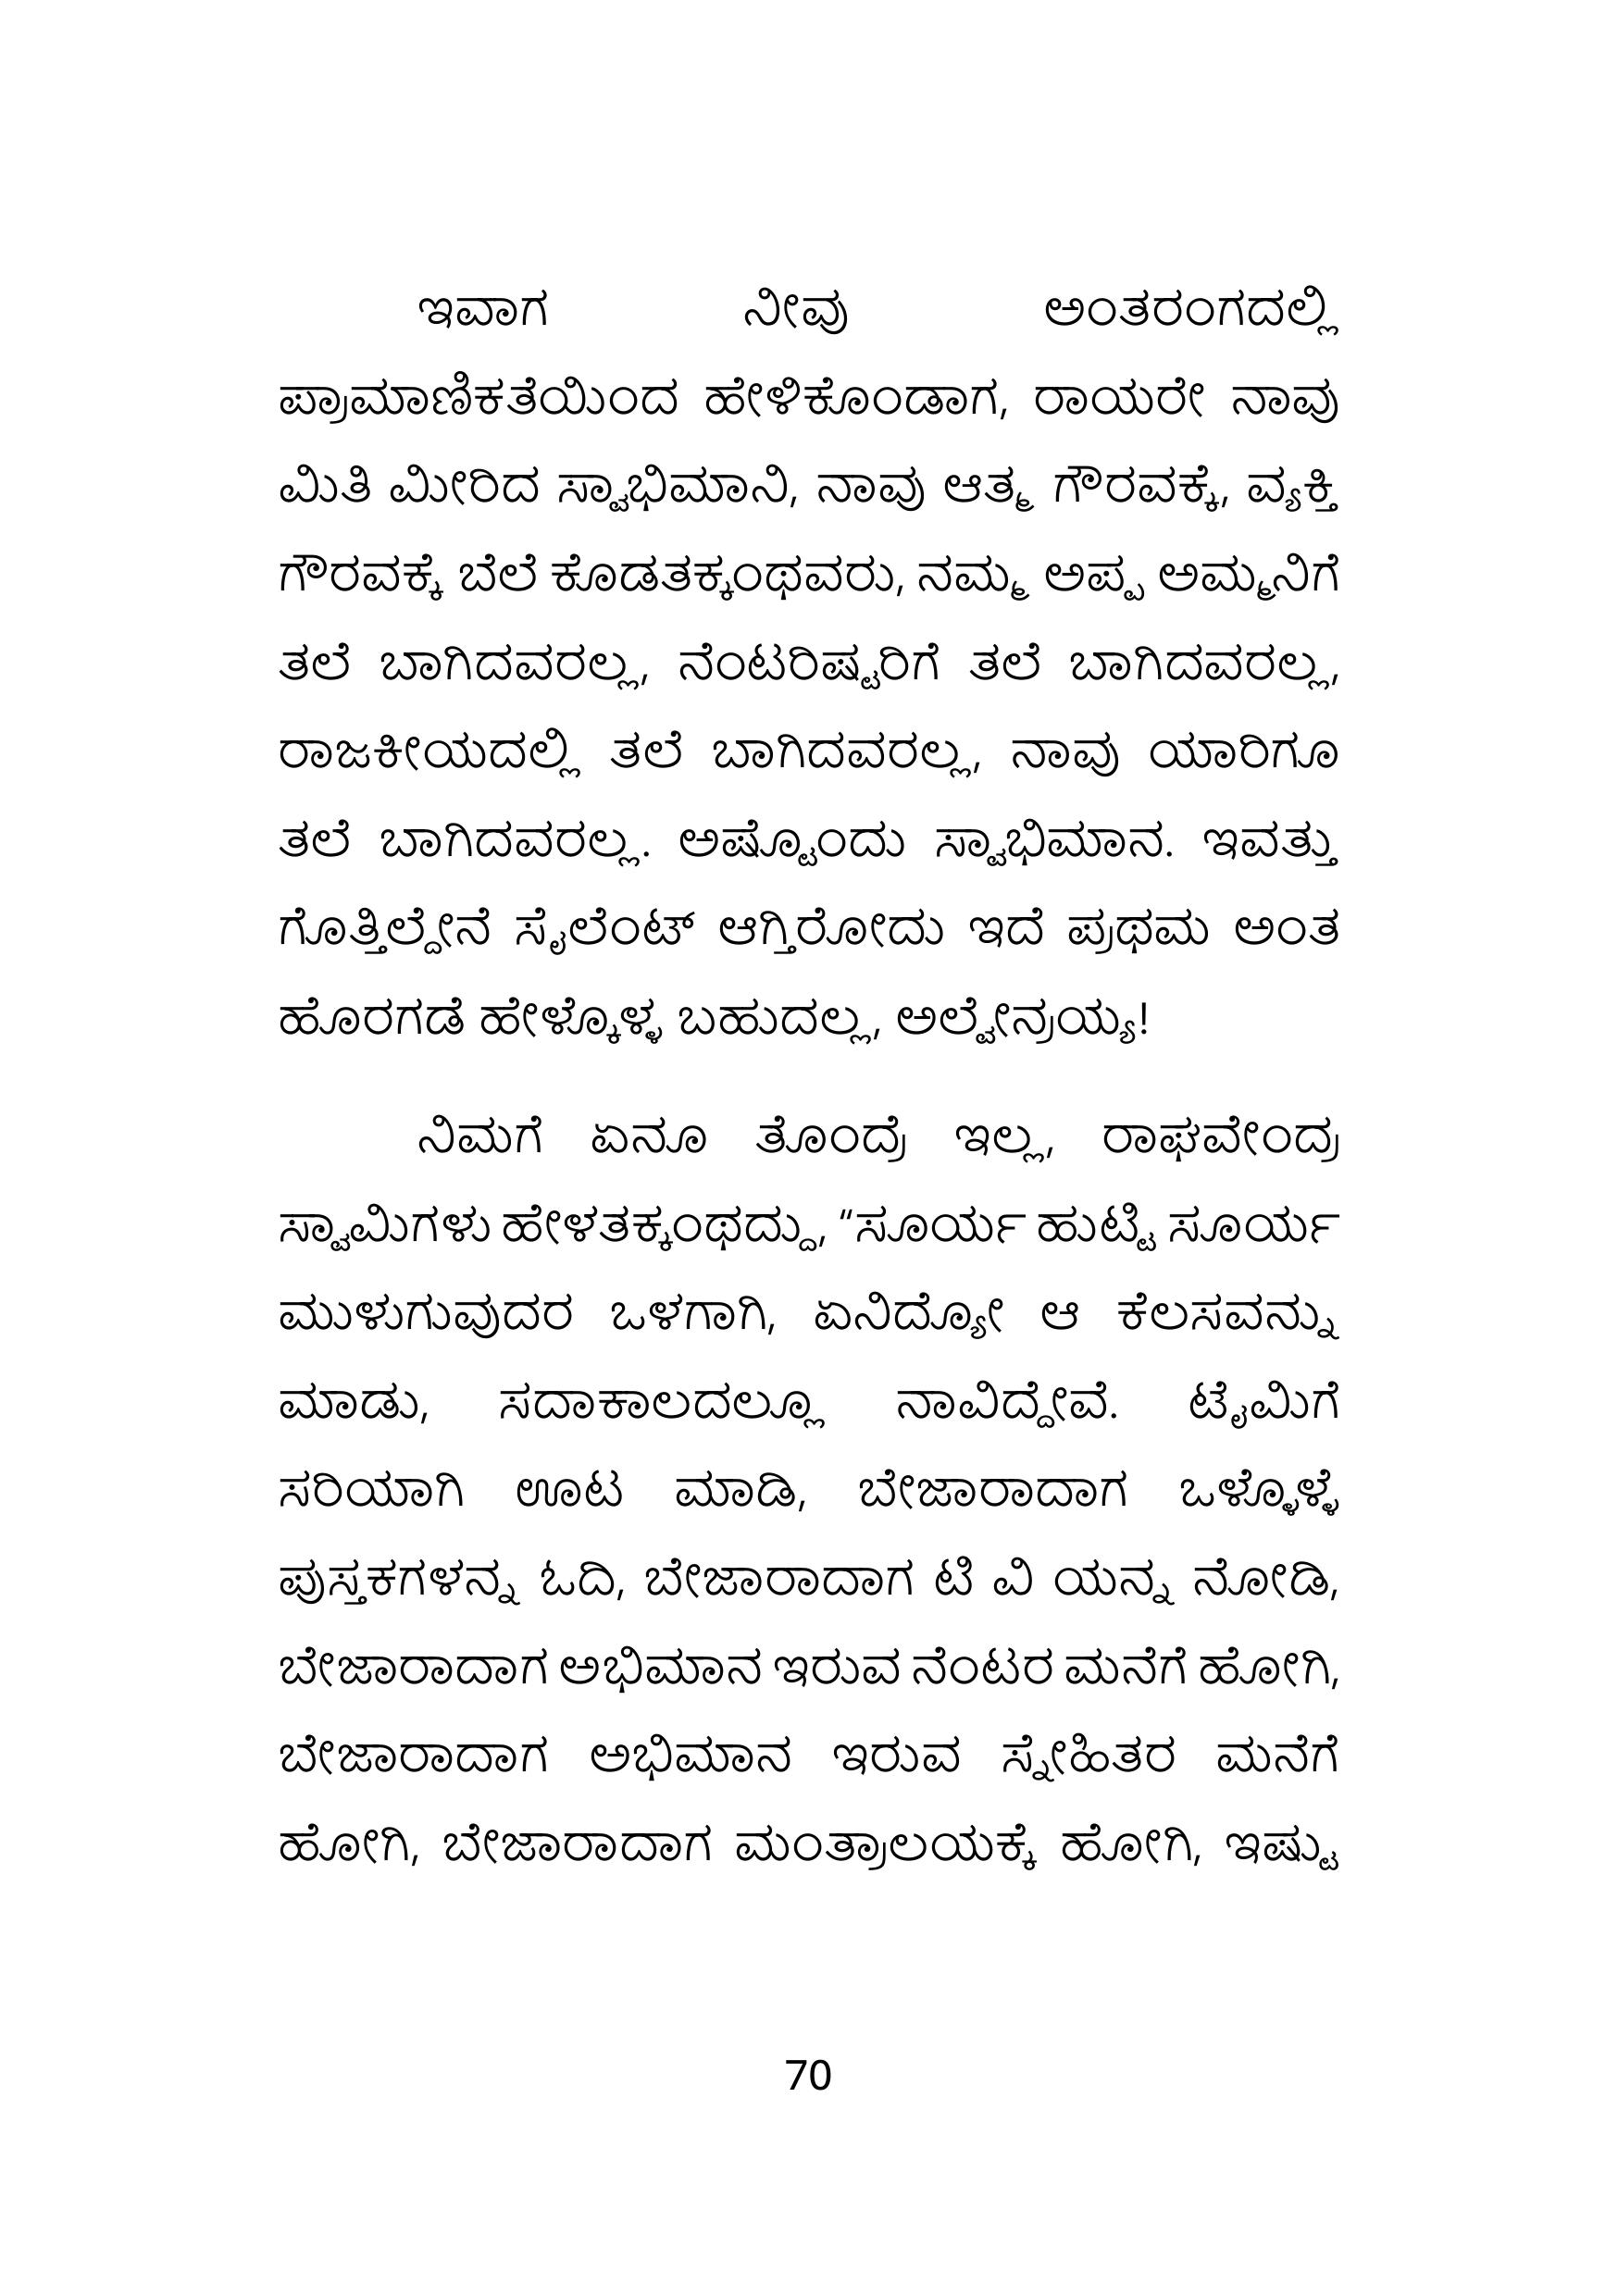 ಇವಾಗ ನೀವು ಅಂತರಂಗದಲ್ಲಿ
ಪ್ರಾಮಾಣಿಕತೆಯಿಂದ ಹೇಳಿಕೊಂಡಾಗ, ರಾಯರೇ ನಾವು
ಮಿತಿ ಮೀರಿದ ಸ್ವಾಭಿಮಾನಿ, ನಾವು ಆತ್ಮ ಗೌರವಕ್ಕೆ, ವ್ಯಕ್ತಿ
ಗೌರವಕ್ಕೆ ಬೆಲೆ ಕೊಡತಕ್ಕಂಥವರು, ನಮ್ಮ ಅಪ್ಪ ಅಮ್ಮನಿಗೆ
ತಲೆ ಬಾಗಿದವರಲ್ಲ, ನೆಂಟರಿಷ್ಟರಿಗೆ ತಲೆ ಬಾಗಿದವರಲ್ಲ,
ರಾಜಕೀಯದಲ್ಲಿ ತಲೆ ಬಾಗಿದವರಲ್ಲ, ನಾವು ಯಾರಿಗೂ
ತಲೆ ಬಾಗಿದವರಲ್ಲ. ಅಷ್ಟೊಂದು ಸ್ವಾಭಿಮಾನ. ಇವತ್ತು
ಗೊತ್ತಿಲ್ದೇನೆ ಸೈಲೆಂಟ್ ಆಗ್ತಿರೋದು ಇದೆ ಪ್ರಥಮ ಅಂತ
ಹೊರಗಡೆ ಹೇಳ್ಕೊಳ್ಳ ಬಹುದಲ್ಲ, ಅಲ್ವೇನ್ರಯ್ಯ!
ನಿಮಗೆ ಏನೂ ತೊಂದ್ರೆ ಇಲ್ಲ, ರಾಘವೇಂದ್ರ
ಸ್ವಾಮಿಗಳು ಹೇಳತಕ್ಕಂಥದ್ದು, “ಸೂರ್ಯ ಹುಟ್ಟಿ ಸೂರ್ಯ
ಮುಳುಗುವುದರ ಒಳಗಾಗಿ, ಏನಿದ್ಯೋ ಆ ಕೆಲಸವನ್ನು
ಮಾಡು, ಸದಾಕಾಲದಲ್ಲೂ ನಾವಿದ್ದೇವೆ. ಟೈಮಿಗೆ
ಸರಿಯಾಗಿ ಊಟ ಮಾಡಿ, ಬೇಜಾರಾದಾಗ ಒಳ್ಳೊಳ್ಳೆ
ಪುಸ್ತಕಗಳನ್ನ ಓದಿ, ಬೇಜಾರಾದಾಗ ಟಿ ವಿ ಯನ್ನ ನೋಡಿ,
ಬೇಜಾರಾದಾಗ ಅಭಿಮಾನ ಇರುವ ನೆಂಟರ ಮನೆಗೆ ಹೋಗಿ,
ಬೇಜಾರಾದಾಗ ಅಭಿಮಾನ ಇರುವ ಸ್ನೇಹಿತರ ಮನೆಗೆ
ಹೋಗಿ, ಬೇಜಾರಾದಾಗ ಮಂತ್ರಾಲಯಕ್ಕೆ ಹೋಗಿ, ಇಷ್ಟು
70